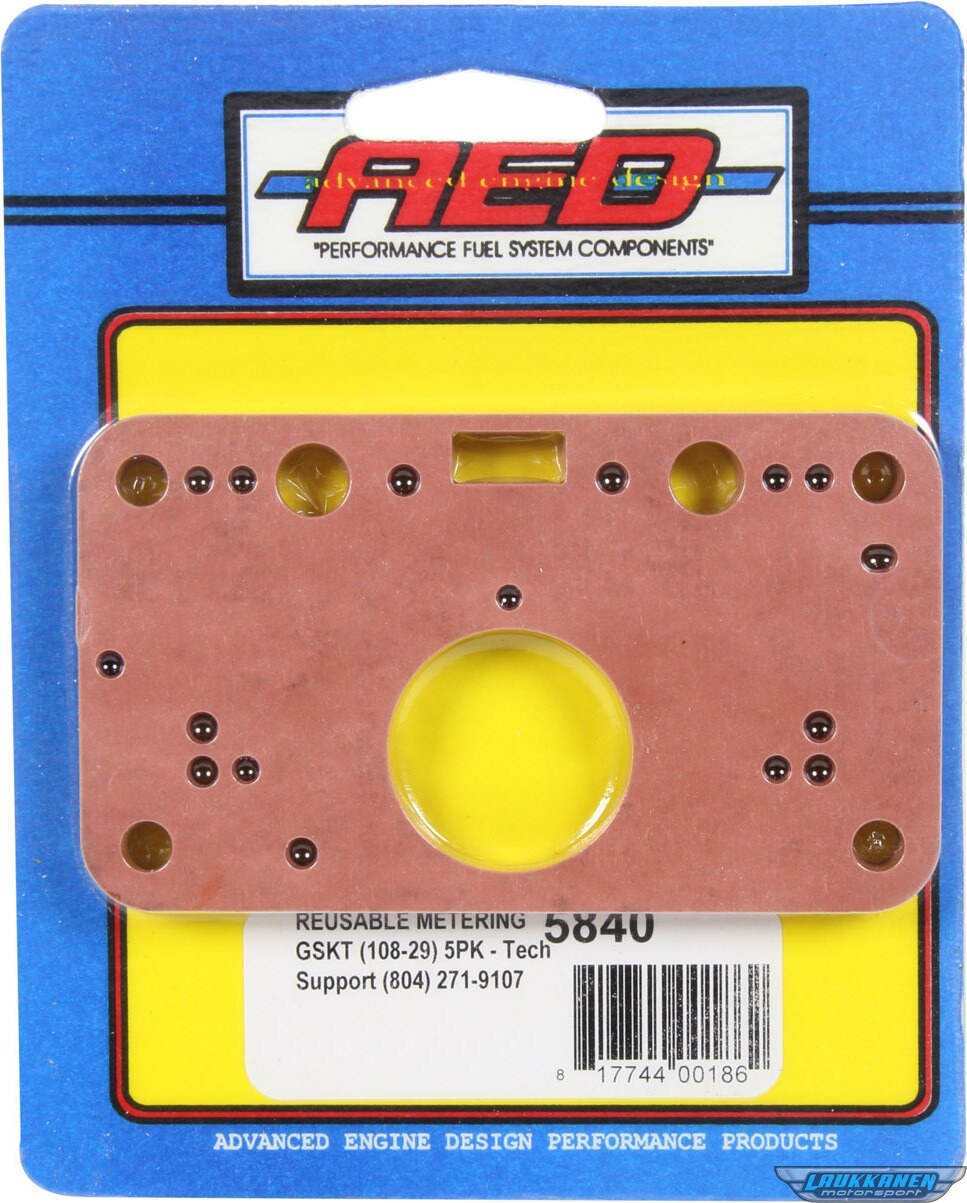 AED
advanced engine design
"PERFORMANCE FUEL SYSTEM COMPONENTS"
REUSABLE METERING 5840
GSKT (108-29) 5PK - Tech
Support (804) 271-9107
8 17744 00186
ADVANCED ENGINE DESIGN PERFORMANCE PRODUCTS
LAUKKANEN
motorsport